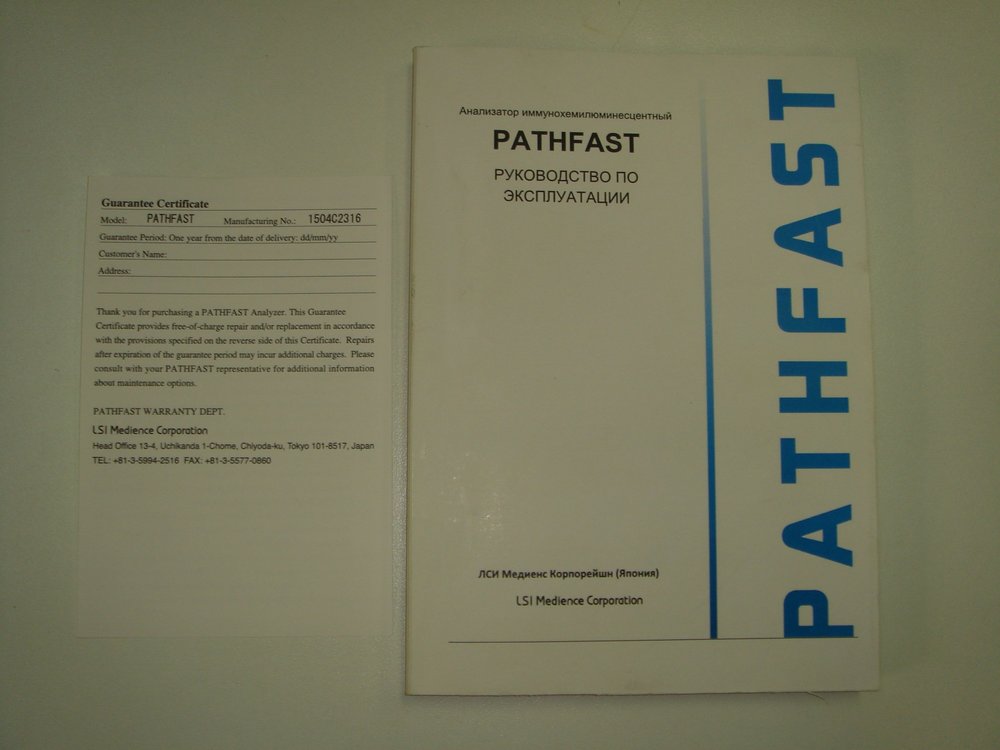 Guarantee Certificate
Model: PATHFAST Manufacturing No.: 1504C2316
Guarantee Period: One year from the date of delivery: dd/mm/yy
Customer's Name:
Address:
Thank you for purchasing a PATHFAST Analyzer. This Guarantee
Certificate provides free-of-charge repair and/or replacement in accordance
with the provisions specified on the reverse side of this Certificate. Repairs
after expiration of the guarantee period may incur additional charges. Please
consult with your PATHFAST representative for additional information
about maintenance options.
PATHFAST WARRANTY DEPT.
LSI Medience Corporation
Head Office 13-4, Uchikanda 1-Chome, Chiyoda-ku, Tokyo 101-8517, Japan
TEL: +81-3-5994-2516 FAX: +81-3-5577-0860
Анализатор иммунохемилюминесцентный
PATHFAST
РУКОВОДСТВО ПО
ЭКСПЛУАТАЦИИ
ЛСИ Медиенс Корпорейшн (Япония)
LSI Medience Corporation
PATHFAST